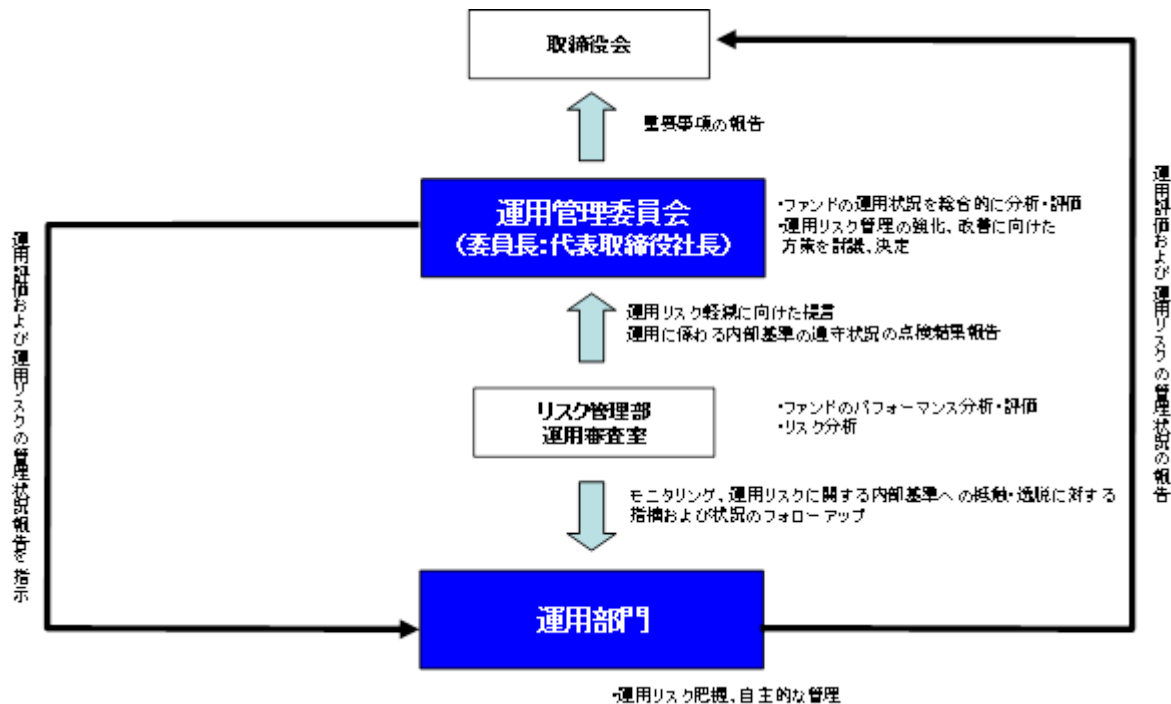 取締役会
重要事項の報告
運用管理委員会
(委員長：代表取締役社長)
・ファンドの運用状況を総合的に分析・評価
・運用リスク管理の強化、改善に向けた
方策を討議、決定
運用リスク軽減に向けた提言
運用に係わる内部基準の遵守状況の点検結果報告
リスク管理部
運用審査室
・ファンドのパフォーマンス分析・評価
・リスク分析
モニタリング、運用リスクに関する内部基準への抵触・逸脱に対する
指摘および状況のフォローアップ
運用部門
・運用リスク把握、自主的な管理
運用評価および運用リスクの管理状況報告を指示
運用評価および運用リスクの管理状況の報告